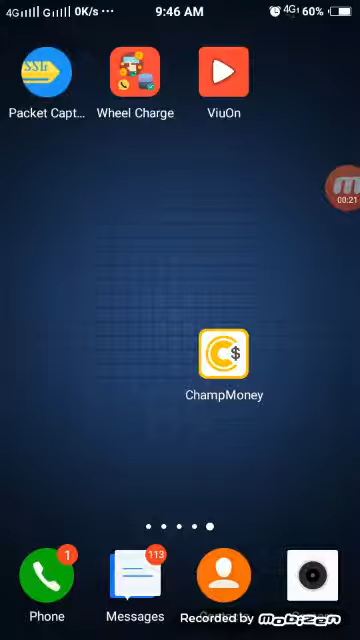 4G G 0K/s ··· 9:46 AM 4G 60%
SSL
Packet Capt... Wheel Charge ViuOn
00:21
$
ChampMoney
1 113
Phone Messages
Recorded by MOBIZEN